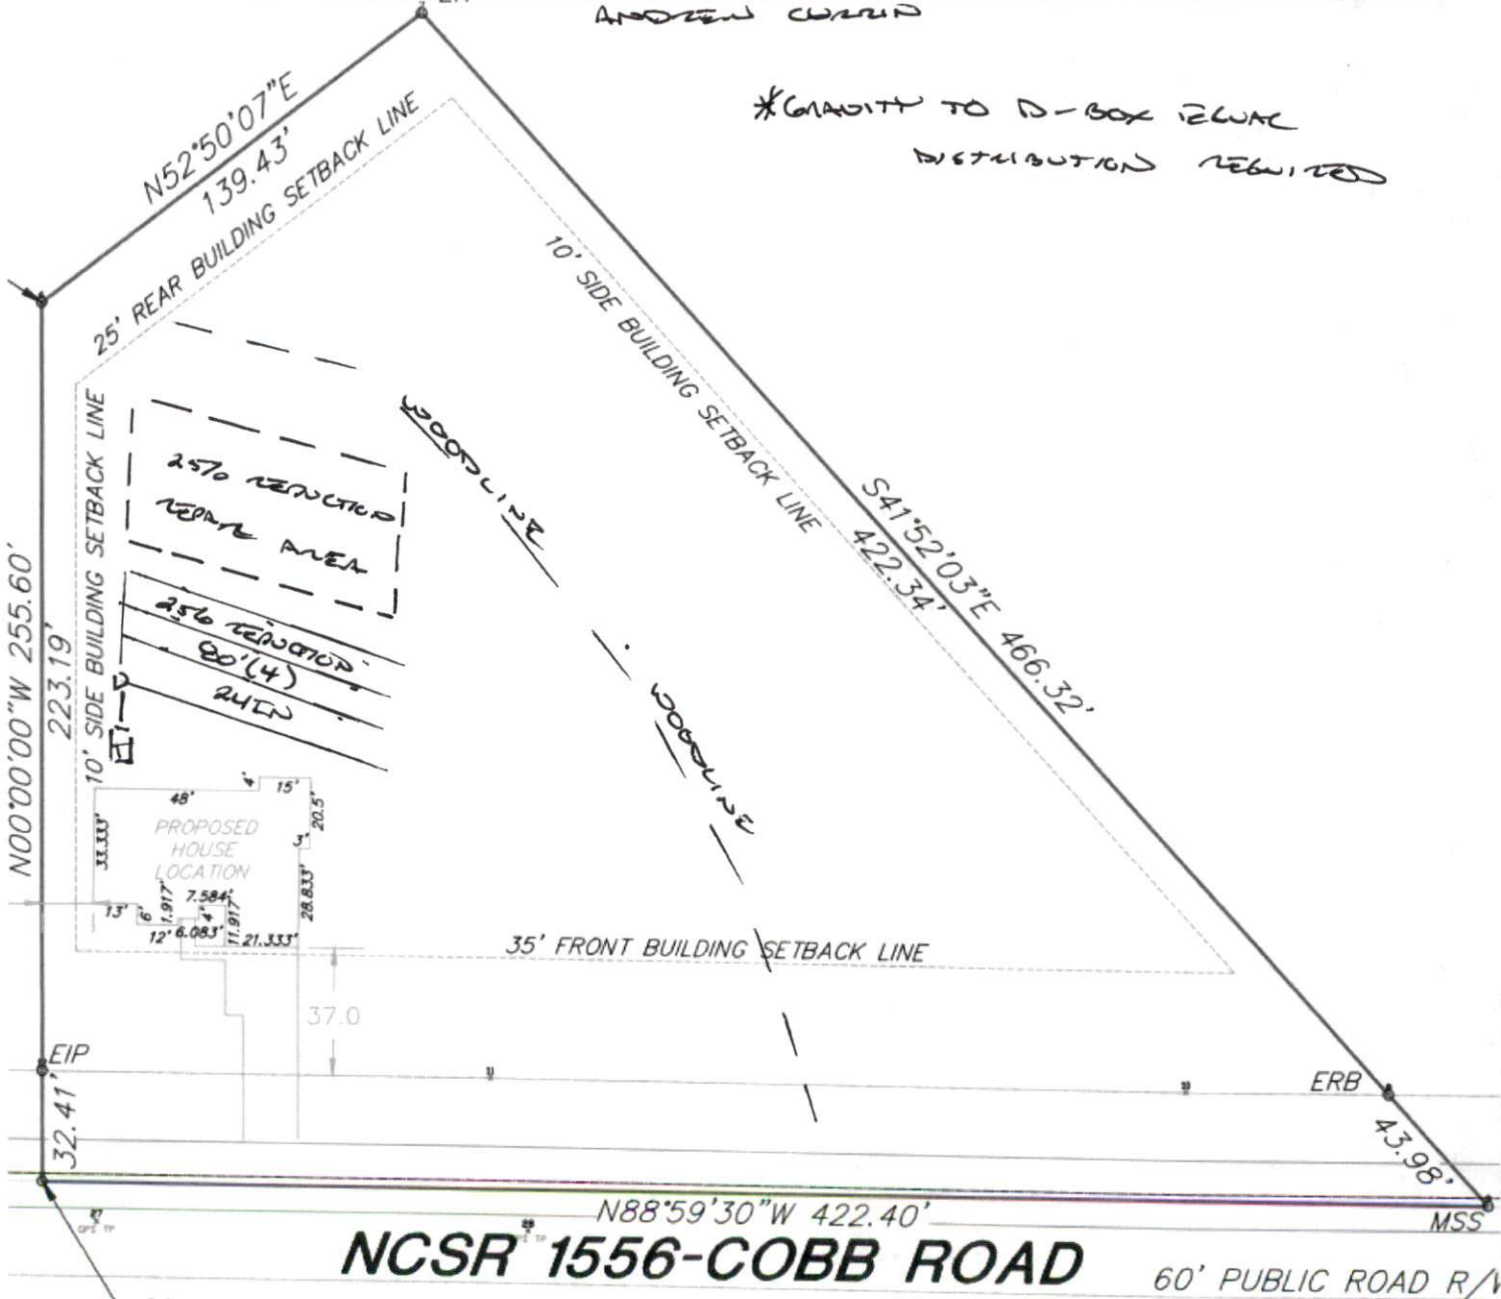 ANDREW CURRIN
*GRAVITY TO D-BOX EQUAL
DISTRIBUTION REQUIRED
N52°50'07"E
139.43'
25' REAR BUILDING SETBACK LINE
10' SIDE BUILDING SETBACK LINE
S41°52'03"E 466.32'
422.34'
WOODLINE
25% REDUCTION
REPAIR AREA
25% REDUCTION
80'(4)
24IN
N00°00'00"W 255.60'
223.19'
10' SIDE BUILDING SETBACK LINE
WOODLINE
48'
4'
15'
20.5'
3'
33.333'
PROPOSED
HOUSE
LOCATION
28.833'
13'
6'
12'
1.917'
7.584'
4'
6.083'
11.917'
21.333'
35' FRONT BUILDING SETBACK LINE
37.0
EIP
ERB
32.41'
43.98'
N88°59'30"W 422.40'
MSS
NCSR 1556-COBB ROAD
60' PUBLIC ROAD R/